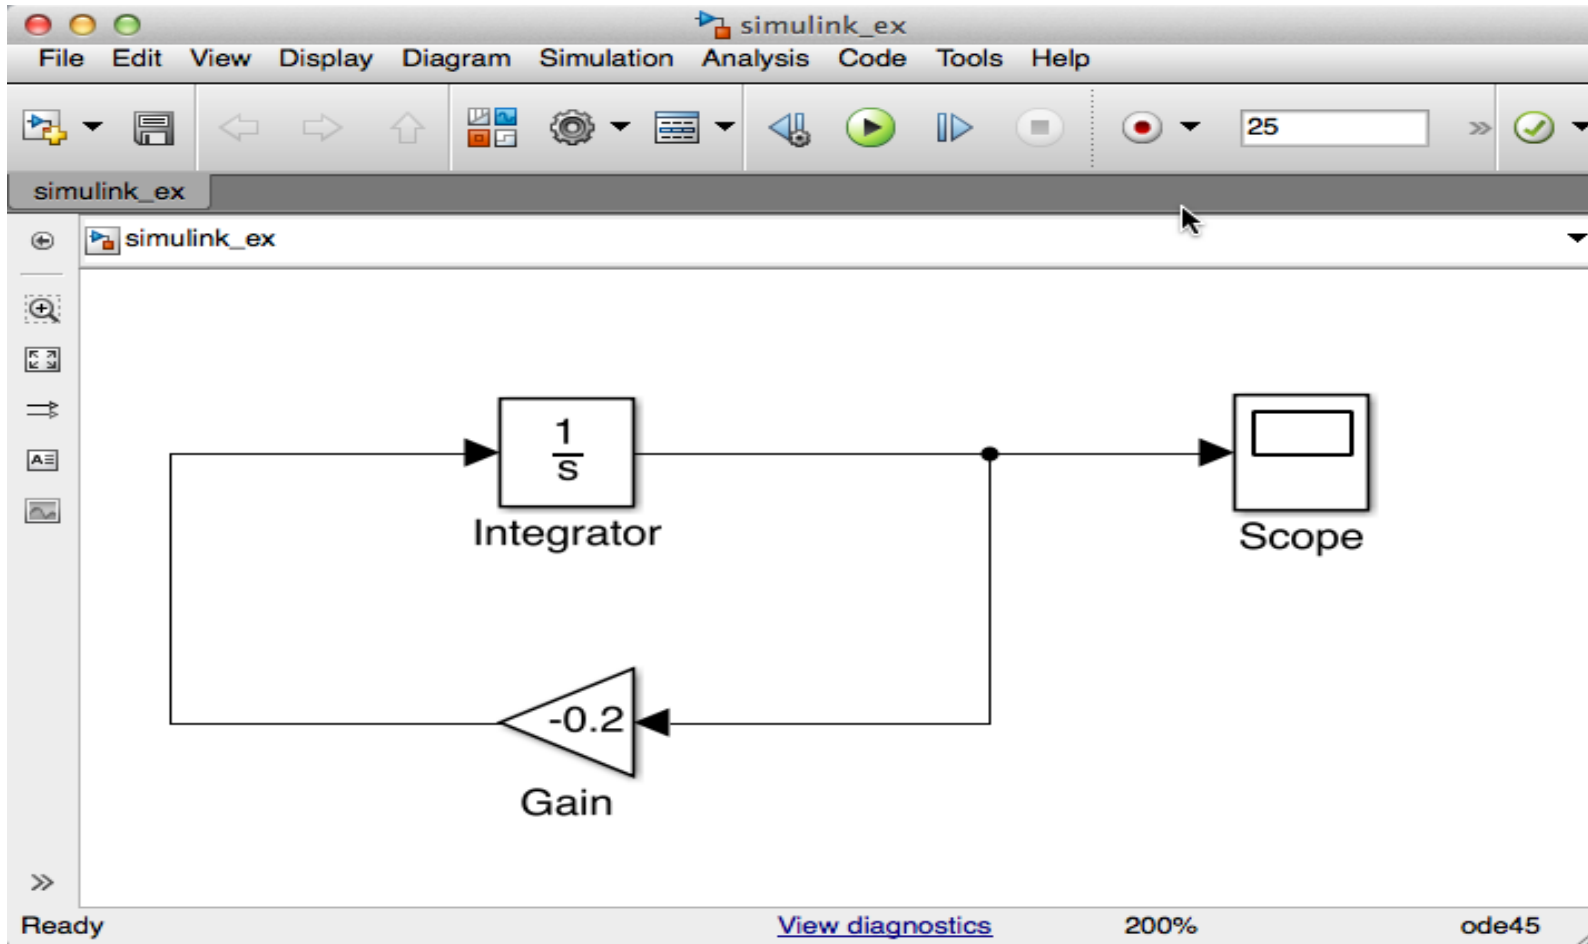 simulink_ex
File Edit View Display Diagram Simulation Analysis Code Tools Help
25
simulink_ex
simulink_ex
1
s
Integrator
Scope
-0.2
Gain
Ready View diagnostics 200% ode45